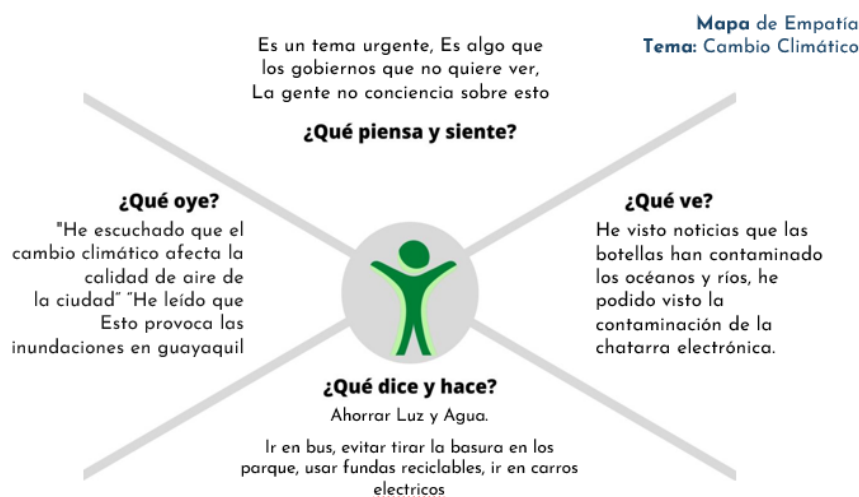 Mapa de Empatía
Tema: Cambio Climático
Es un tema urgente, Es algo que
los gobiernos que no quiere ver,
La gente no conciencia sobre esto
¿Qué piensa y siente?
¿Qué oye?
"He escuchado que el
cambio climático afecta la
calidad de aire de
la ciudad” “He leído que
Esto provoca las
inundaciones en guayaquil
¿Qué ve?
He visto noticias que las
botellas han contaminado
los océanos y ríos, he
podido visto la
contaminación de la
chatarra electrónica.
¿Qué dice y hace?
Ahorrar Luz y Agua.
Ir en bus, evitar tirar la basura en los
parque, usar fundas reciclables, ir en carros
electricos